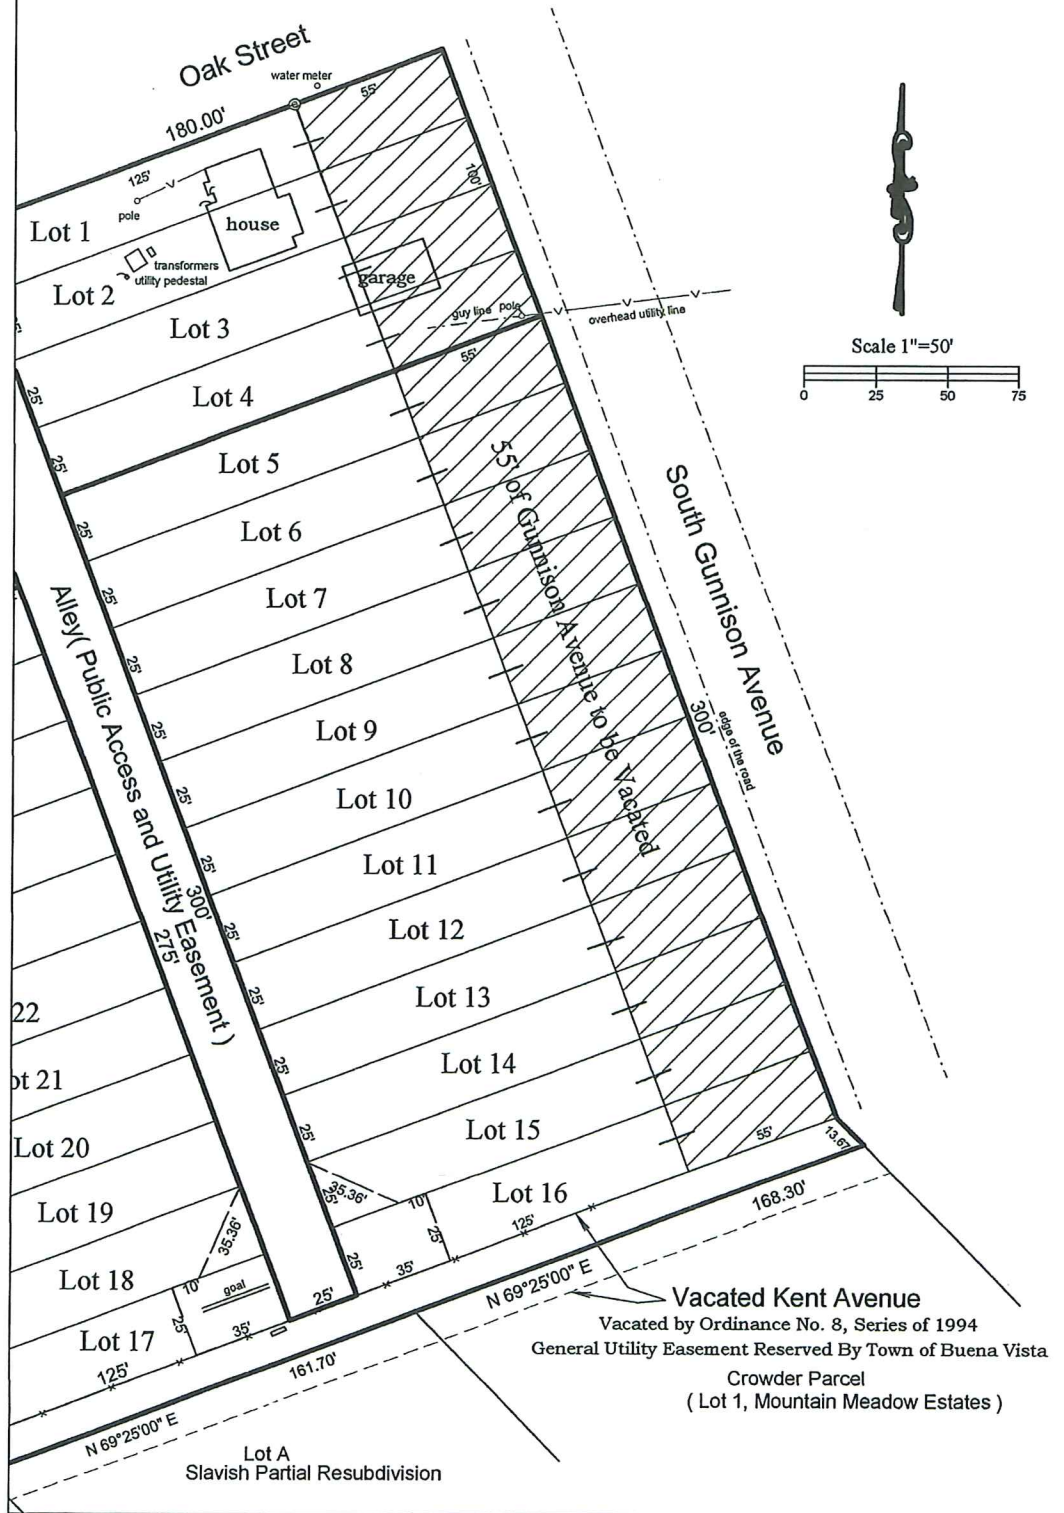 Oak Street
water meter
55'
180.00'
125'
pole
100'
Lot 1
house
transformers
utility pedestal
Lot 2
garage
guy line pole
overhead utility line
Lot 3
55'
Scale 1"=50'
0 25 50 75
25'
Lot 4
25'
Lot 5
25'
Lot 6
25'
Lot 7
25'
Lot 8
25'
Lot 9
25'
Lot 10
25'
Lot 11
25'
Lot 12
25'
Lot 13
25'
Lot 14
25'
Lot 15
25'
Lot 16
55' of Gunnison Avenue to be Vacated
South Gunnison Avenue
300'
edge of the road
Alley( Public Access and Utility Easement )
300'
275'
22
ot 21
Lot 20
Lot 19
Lot 18
Lot 17
35.36'
35.36'
10'
25'
125'
55'
13.67
168.30'
25'
35'
goal
10'
25'
35'
25'
125'
161.70'
N 69°25'00" E
N 69°25'00" E
Vacated Kent Avenue
Vacated by Ordinance No. 8, Series of 1994
General Utility Easement Reserved By Town of Buena Vista
Crowder Parcel
( Lot 1, Mountain Meadow Estates )
Lot A
Slavish Partial Resubdivision